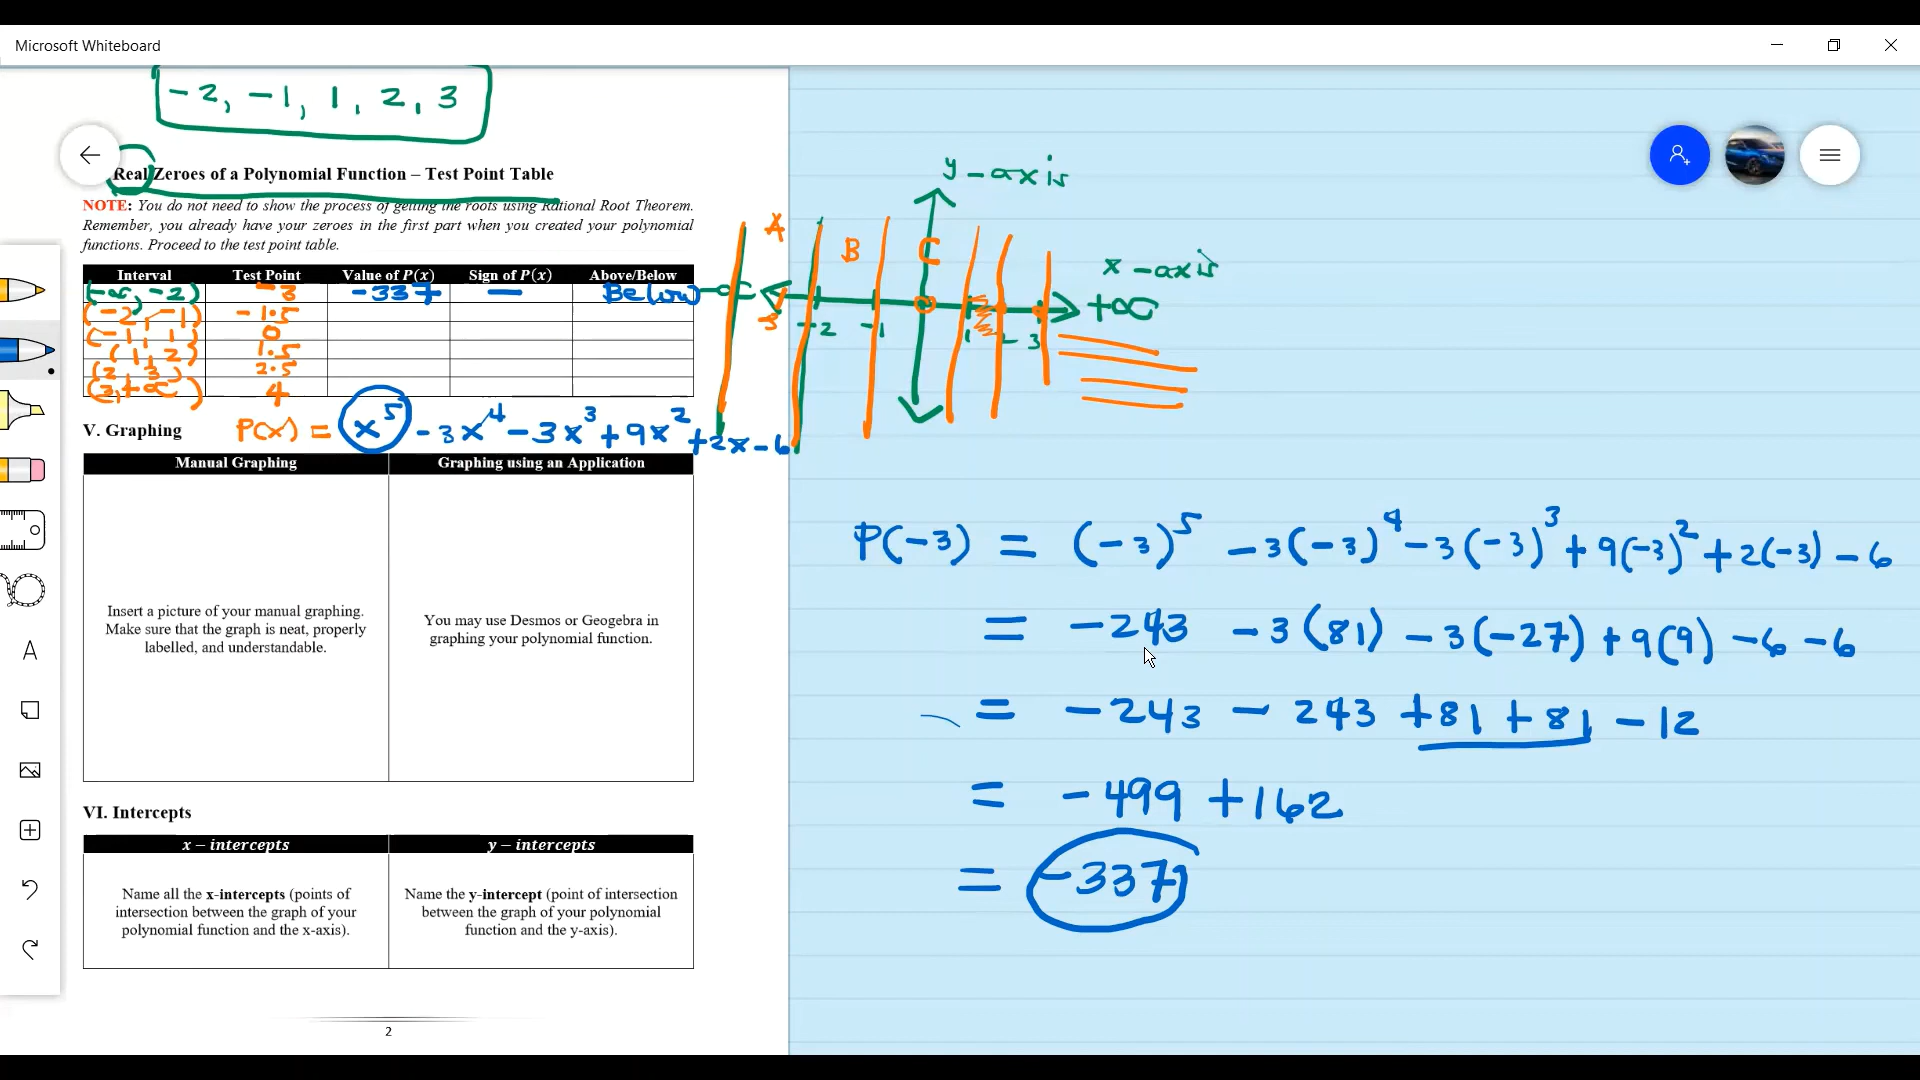 Microsoft Whiteboard
-2, -1, 1, 2, 3
Real Zeroes of a Polynomial Function – Test Point Table
NOTE: You do not need to show the process of getting the roots using Rational Root Theorem.
Remember, you already have your zeroes in the first part when you created your polynomial
functions. Proceed to the test point table.
Interval Test Point Value of P(x) Sign of P(x) Above/Below
(-∞, -2) -3 -337 - Below
(-2, -1) -1.5
(-1, 1) 0
(1, 2) 1.5
(2, 3) 2.5
(3, +∞) 4
y-axis
A B C
x-axis
-∞ +∞
-3 -2 -1 1 2 3
V. Graphing
P(x) = x⁵ - 3x⁴ - 3x³ + 9x² + 2x - 6
Manual Graphing Graphing using an Application
Insert a picture of your manual graphing.
Make sure that the graph is neat, properly
labelled, and understandable.
You may use Desmos or Geogebra in
graphing your polynomial function.
VI. Intercepts
x – intercepts y – intercepts
Name all the x-intercepts (points of
intersection between the graph of your
polynomial function and the x-axis).
Name the y-intercept (point of intersection
between the graph of your polynomial
function and the y-axis).
2
P(-3) = (-3)⁵ - 3(-3)⁴ - 3(-3)³ + 9(-3)² + 2(-3) - 6
= -243 - 3(81) - 3(-27) + 9(9) - 6 - 6
= -243 - 243 + 81 + 81 - 12
= -499 + 162
= -337